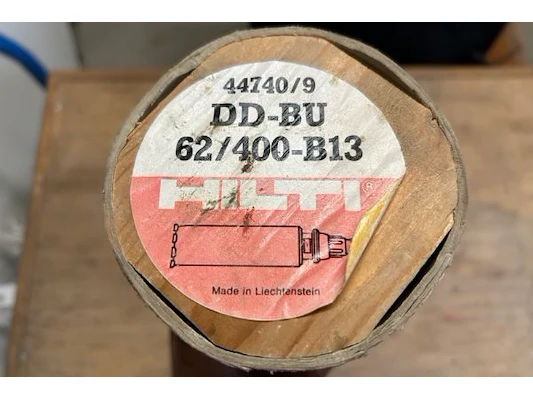 44740/9
DD-BU
62/400-B13
HILTI ®
Made in Liechtenstein